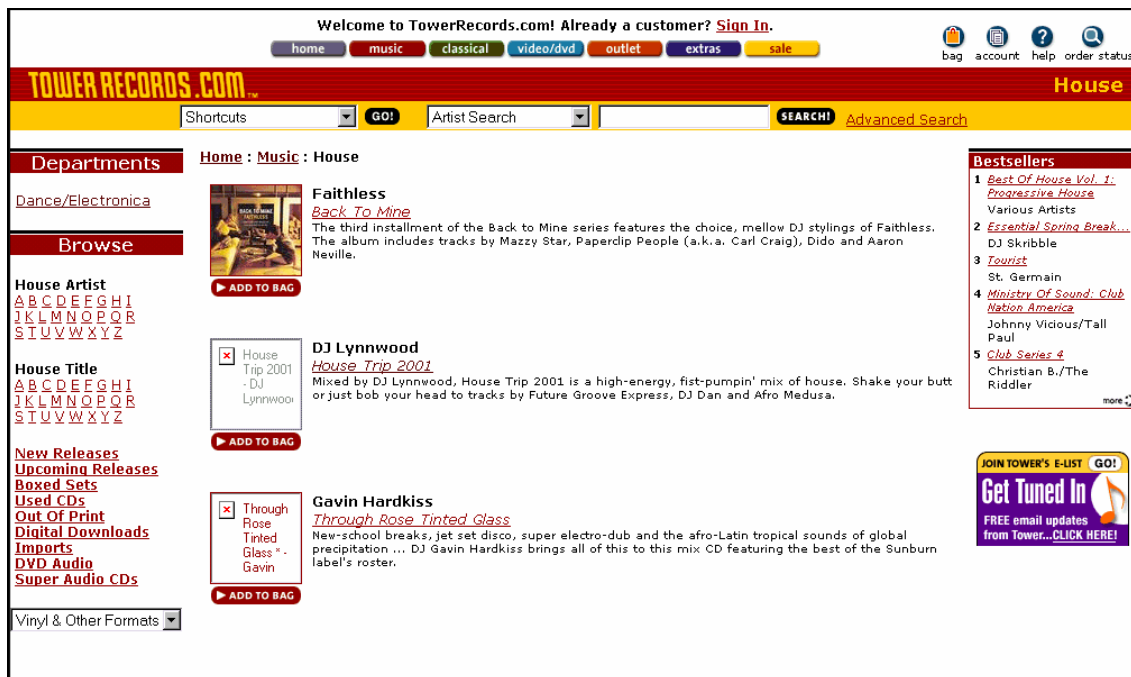 Welcome to TowerRecords.com! Already a customer? Sign In.
home music classical video/dvd outlet extras sale
bag account help order status
TOWER RECORDS.COM™
House
Shortcuts GO! Artist Search SEARCH! Advanced Search
Departments
Dance/Electronica
Browse
House Artist
A B C D E F G H I
J K L M N O P Q R
S T U V W X Y Z
House Title
A B C D E F G H I
J K L M N O P Q R
S T U V W X Y Z
New Releases
Upcoming Releases
Boxed Sets
Used CDs
Out Of Print
Digital Downloads
Imports
DVD Audio
Super Audio CDs
Vinyl & Other Formats
Home : Music : House
BACK TO MINE
FAITHLESS
ADD TO BAG
Faithless
Back To Mine
The third installment of the Back to Mine series features the choice, mellow DJ stylings of Faithless.
The album includes tracks by Mazzy Star, Paperclip People (a.k.a. Carl Craig), Dido and Aaron
Neville.
House
Trip 2001
- DJ
Lynnwoo
ADD TO BAG
DJ Lynnwood
House Trip 2001
Mixed by DJ Lynnwood, House Trip 2001 is a high-energy, fist-pumpin' mix of house. Shake your butt
or just bob your head to tracks by Future Groove Express, DJ Dan and Afro Medusa.
Through
Rose
Tinted
Glass * -
Gavin
ADD TO BAG
Gavin Hardkiss
Through Rose Tinted Glass
New-school breaks, jet set disco, super electro-dub and the afro-Latin tropical sounds of global
precipitation ... DJ Gavin Hardkiss brings all of this to this mix CD featuring the best of the Sunburn
label's roster.
Bestsellers
1 Best Of House Vol. 1:
Progressive House
Various Artists
2 Essential Spring Break...
DJ Skribble
3 Tourist
St. Germain
4 Ministry Of Sound: Club
Nation America
Johnny Vicious/Tall
Paul
5 Club Series 4
Christian B./The
Riddler
more
JOIN TOWER'S E-LIST GO!
Get Tuned In
FREE email updates
from Tower...CLICK HERE!